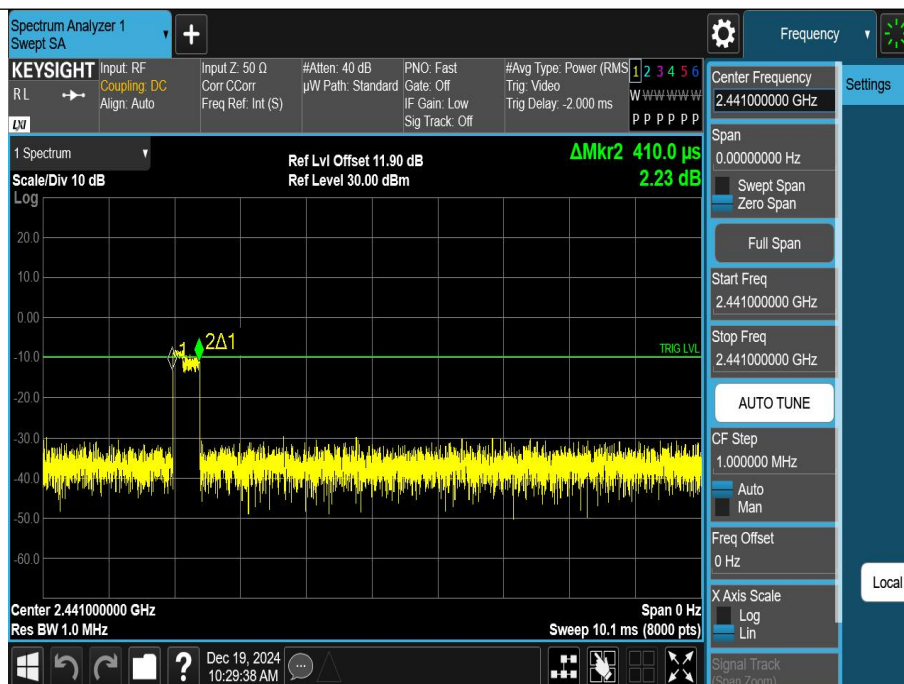 Spectrum Analyzer 1
Swept SA
+
Frequency
KEYSIGHT
R L
LXI
Input: RF
Coupling: DC
Align: Auto
Input Z: 50 Ω
Corr CCorr
Freq Ref: Int (S)
#Atten: 40 dB
µW Path: Standard
PNO: Fast
Gate: Off
IF Gain: Low
Sig Track: Off
#Avg Type: Power (RMS
Trig: Video
Trig Delay: -2.000 ms
1 2 3 4 5 6
W W W W W W
P P P P P P
Settings
1 Spectrum
Scale/Div 10 dB
Log
Ref Lvl Offset 11.90 dB
Ref Level 30.00 dBm
ΔMkr2 410.0 µs
2.23 dB
20.0
10.0
0.00
-10.0
-20.0
-30.0
-40.0
-50.0
-60.0
1
2Δ1
TRIG LVL
Center 2.441000000 GHz
Res BW 1.0 MHz
Span 0 Hz
Sweep 10.1 ms (8000 pts)
Center Frequency
2.441000000 GHz
Span
0.00000000 Hz
Swept Span
Zero Span
Full Span
Start Freq
2.441000000 GHz
Stop Freq
2.441000000 GHz
AUTO TUNE
CF Step
1.000000 MHz
Auto
Man
Freq Offset
0 Hz
X Axis Scale
Log
Lin
Signal Track
(Span Zoom)
Local
?
Dec 19, 2024
10:29:38 AM